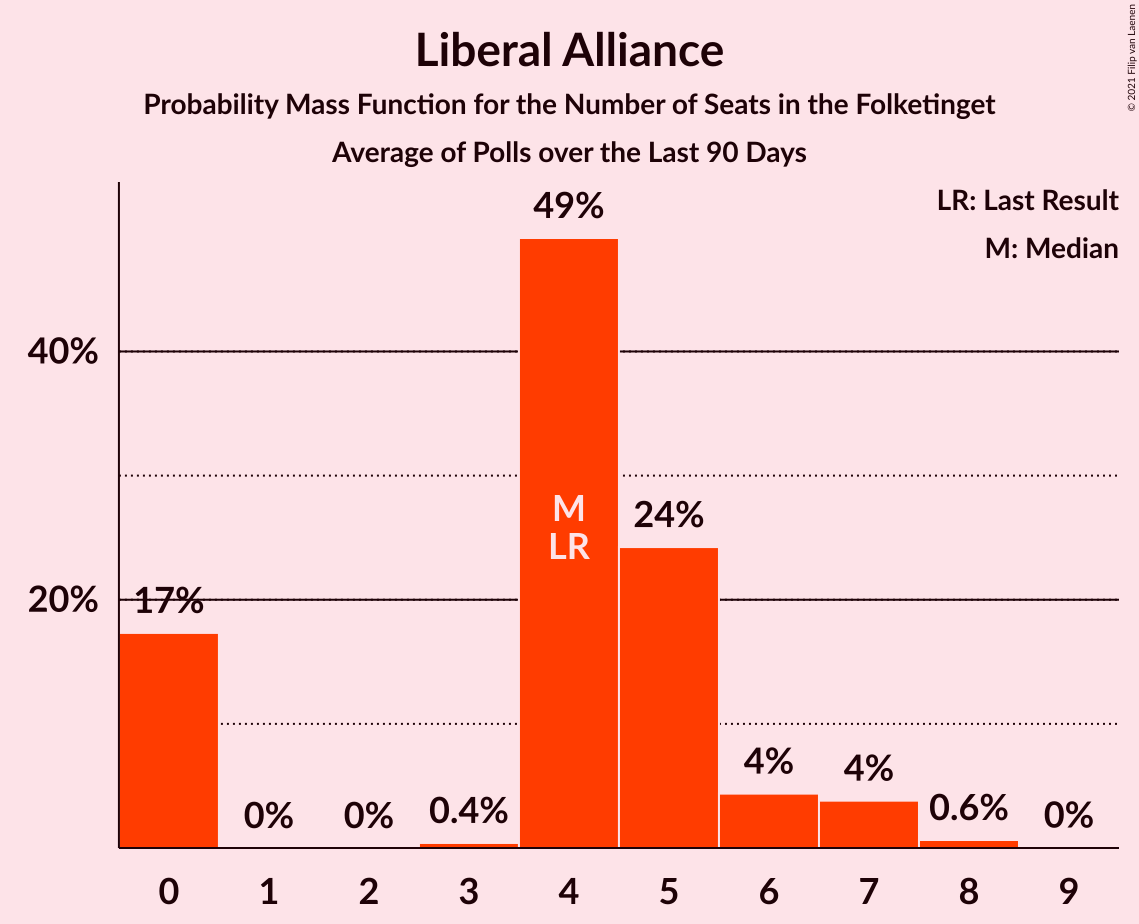 Liberal Alliance
Probability Mass Function for the Number of Seats in the Folketinget
Average of Polls over the Last 90 Days
© 2021 Filip van Laenen
LR: Last Result
M: Median
49%
40%
M
LR
24%
20%
17%
4%
4%
0%
0%
0.4%
0.6%
0%
0 1 2 3 4 5 6 7 8 9